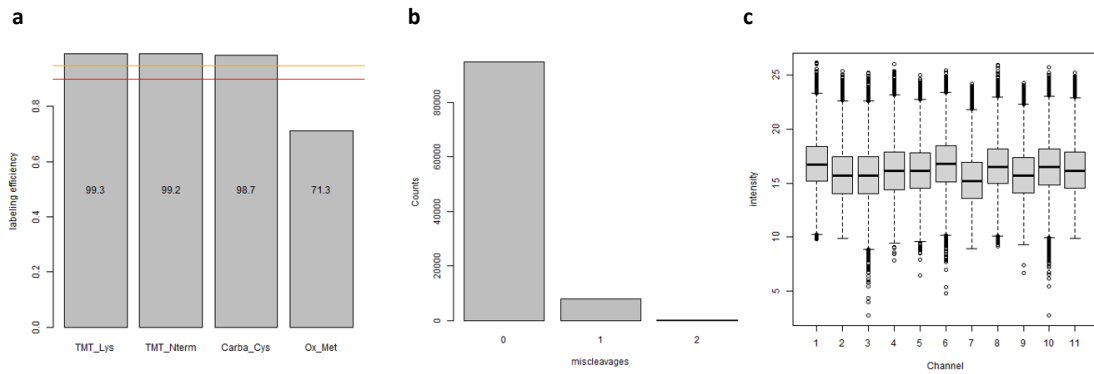 a
labeling efficiency
0.8
0.6
0.4
0.2
0.0
99.3 99.2 98.7 71.3
TMT_Lys TMT_Nterm Carba_Cys Ox_Met
b
Counts
80000
60000
40000
20000
0
0 1 2
miscleavages
c
intensity
25
20
15
10
5
1 2 3 4 5 6 7 8 9 10 11
Channel